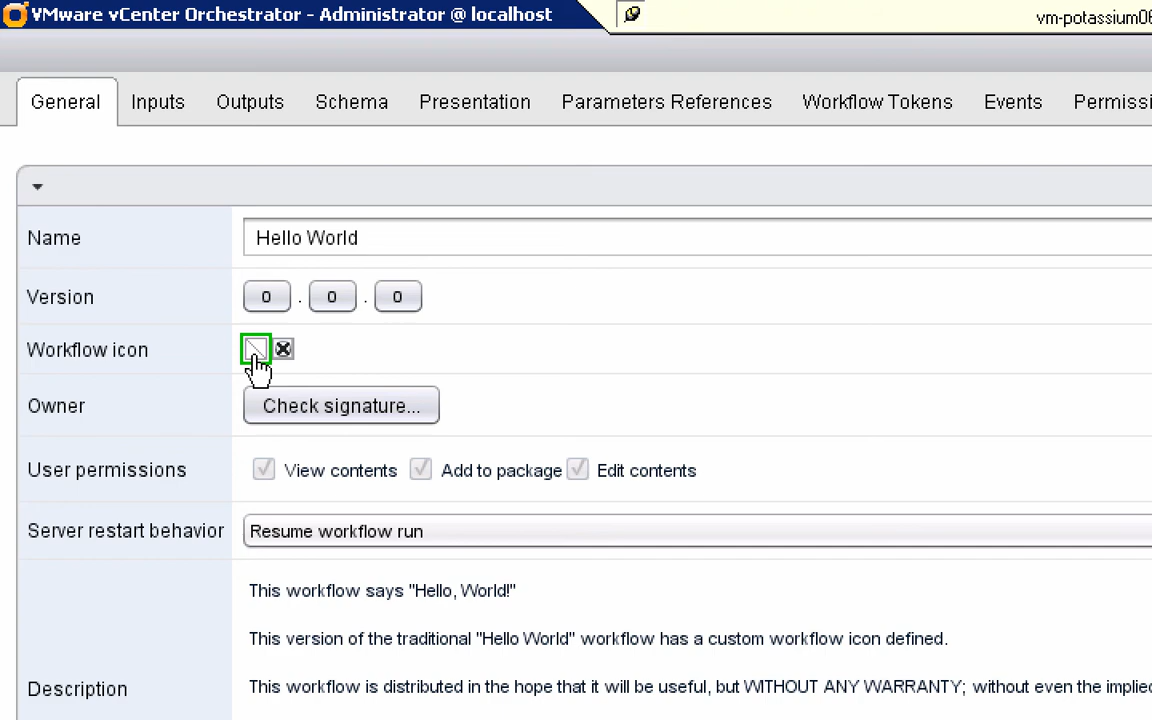 VMware vCenter Orchestrator - Administrator @ localhost
vm-potassium06
General Inputs Outputs Schema Presentation Parameters References Workflow Tokens Events Permissi
Name Hello World
Version 0 . 0 . 0
Workflow icon
Owner Check signature...
User permissions View contents Add to package Edit contents
Server restart behavior Resume workflow run
This workflow says "Hello, World!"
This version of the traditional "Hello World" workflow has a custom workflow icon defined.
Description This workflow is distributed in the hope that it will be useful, but WITHOUT ANY WARRANTY; without even the implied